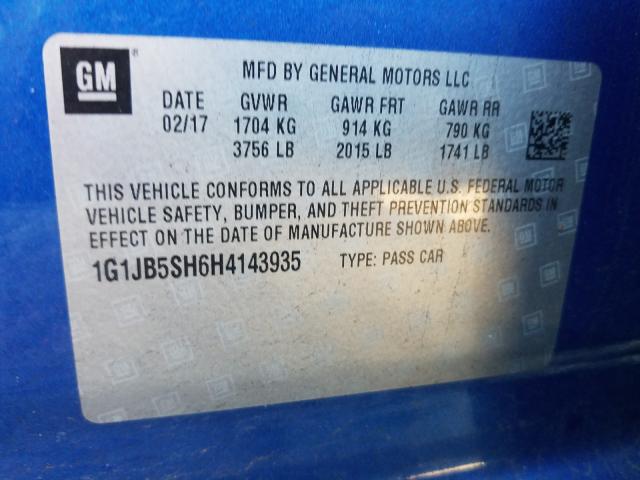 GM ®
MFD BY GENERAL MOTORS LLC
DATE GVWR GAWR FRT GAWR RR
02/17 1704 KG 914 KG 790 KG
3756 LB 2015 LB 1741 LB
THIS VEHICLE CONFORMS TO ALL APPLICABLE U.S. FEDERAL MOTOR
VEHICLE SAFETY, BUMPER, AND THEFT PREVENTION STANDARDS IN
EFFECT ON THE DATE OF MANUFACTURE SHOWN ABOVE.
1G1JB5SH6H4143935 TYPE: PASS CAR